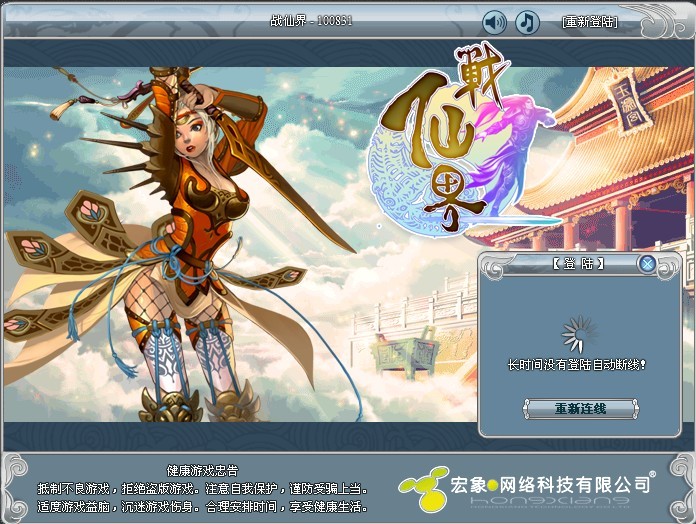 战仙界 - 100831
[重新登陆]
戰仙界
【 登 陆 】
长时间没有登陆自动断线!
重新连线
健康游戏忠告
抵制不良游戏，拒绝盗版游戏。注意自我保护，谨防受骗上当。
适度游戏益脑，沉迷游戏伤身。合理安排时间，享受健康生活。
宏象●网络科技有限公司®
HONGXIANG